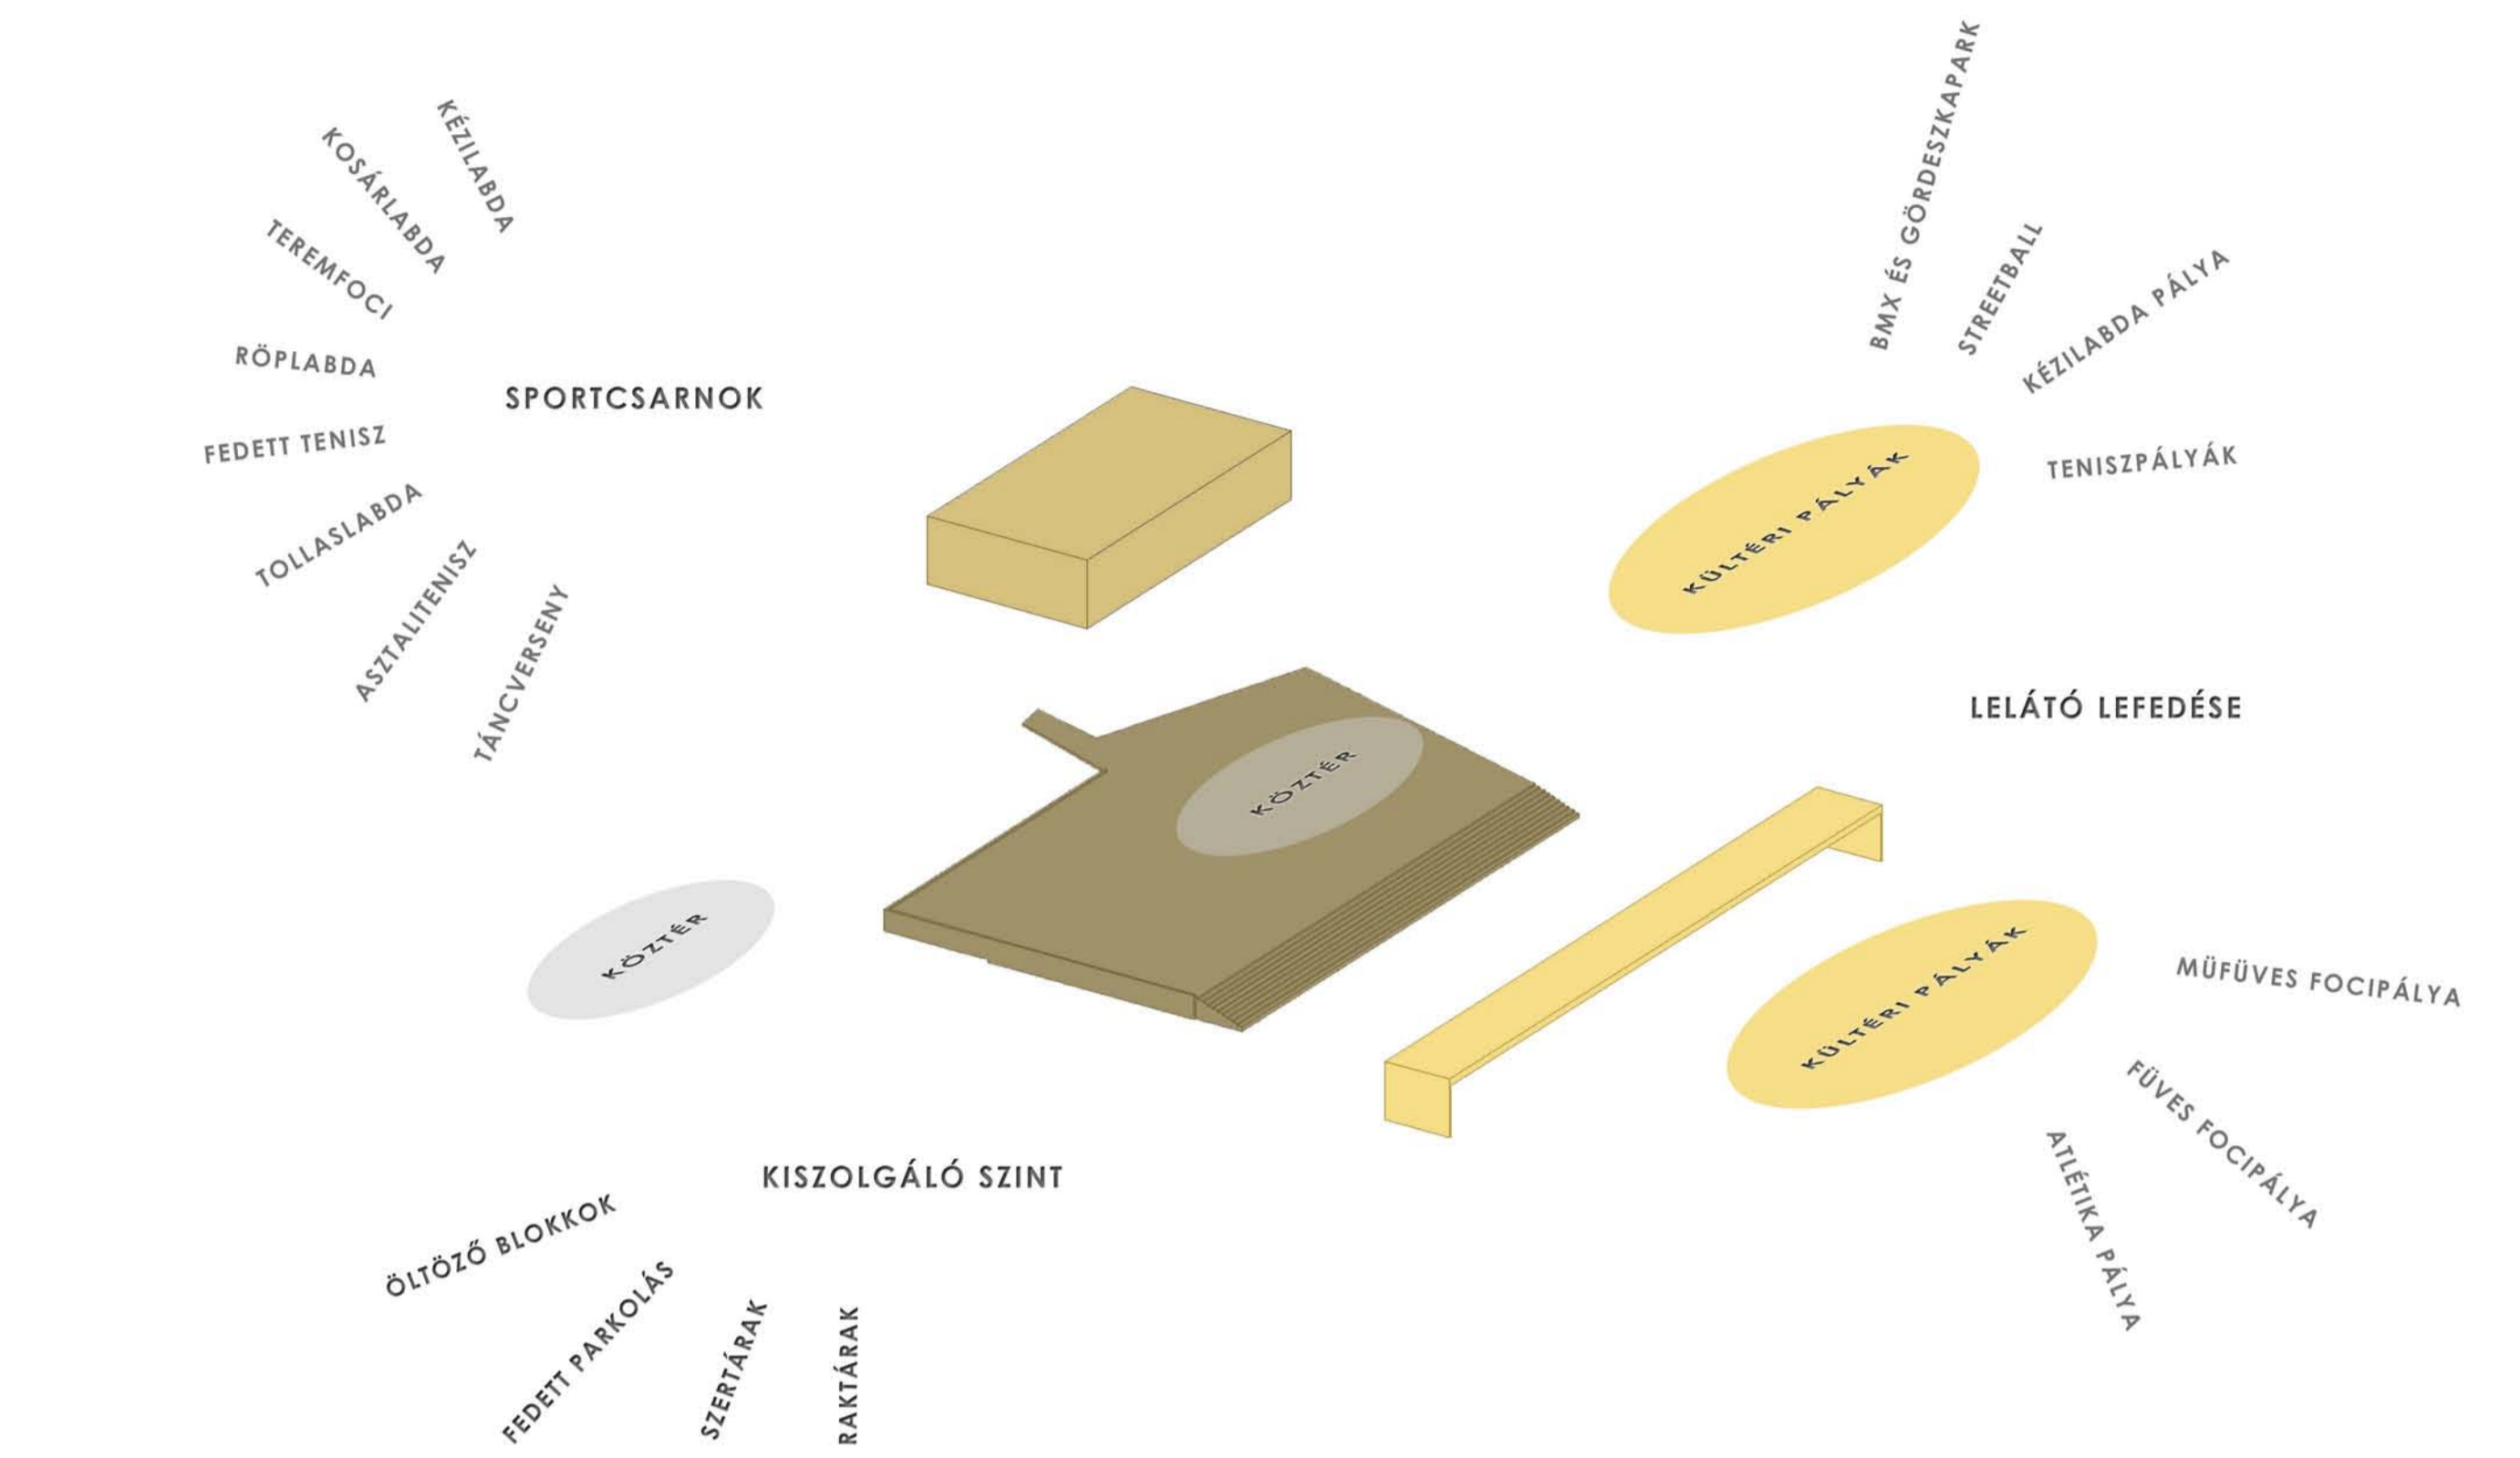 KÉZILABDA
KOSÁRLABDA
TEREMFOCI
RÖPLABDA
FEDETT TENISZ
TOLLASLABDA
ASZTALITENISZ
TÁNCVERSENY
SPORTCSARNOK
BMX ÉS GÖRDESZKAPARK
STREETBALL
KÉZILABDA PÁLYA
TENISZPÁLYÁK
KÜLTÉRI PÁLYÁK
LELÁTÓ LEFEDÉSE
KÖZTÉR
KÖZTÉR
KÜLTÉRI PÁLYÁK
MÜFÜVES FOCIPÁLYA
FÜVES FOCIPÁLYA
ATLÉTIKA PÁLYA
KISZOLGÁLÓ SZINT
ÖLTÖZŐ BLOKKOK
FEDETT PARKOLÁS
SZERTÁRAK
RAKTÁRAK